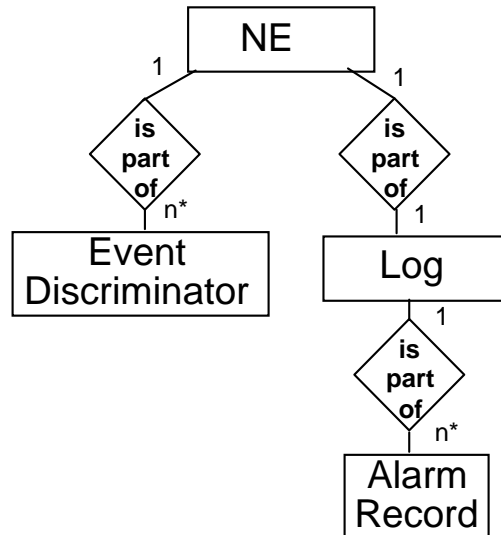 NE
1
1
is
part
of
is
part
of
n*
1
Event
Discriminator
Log
1
is
part
of
n*
Alarm
Record